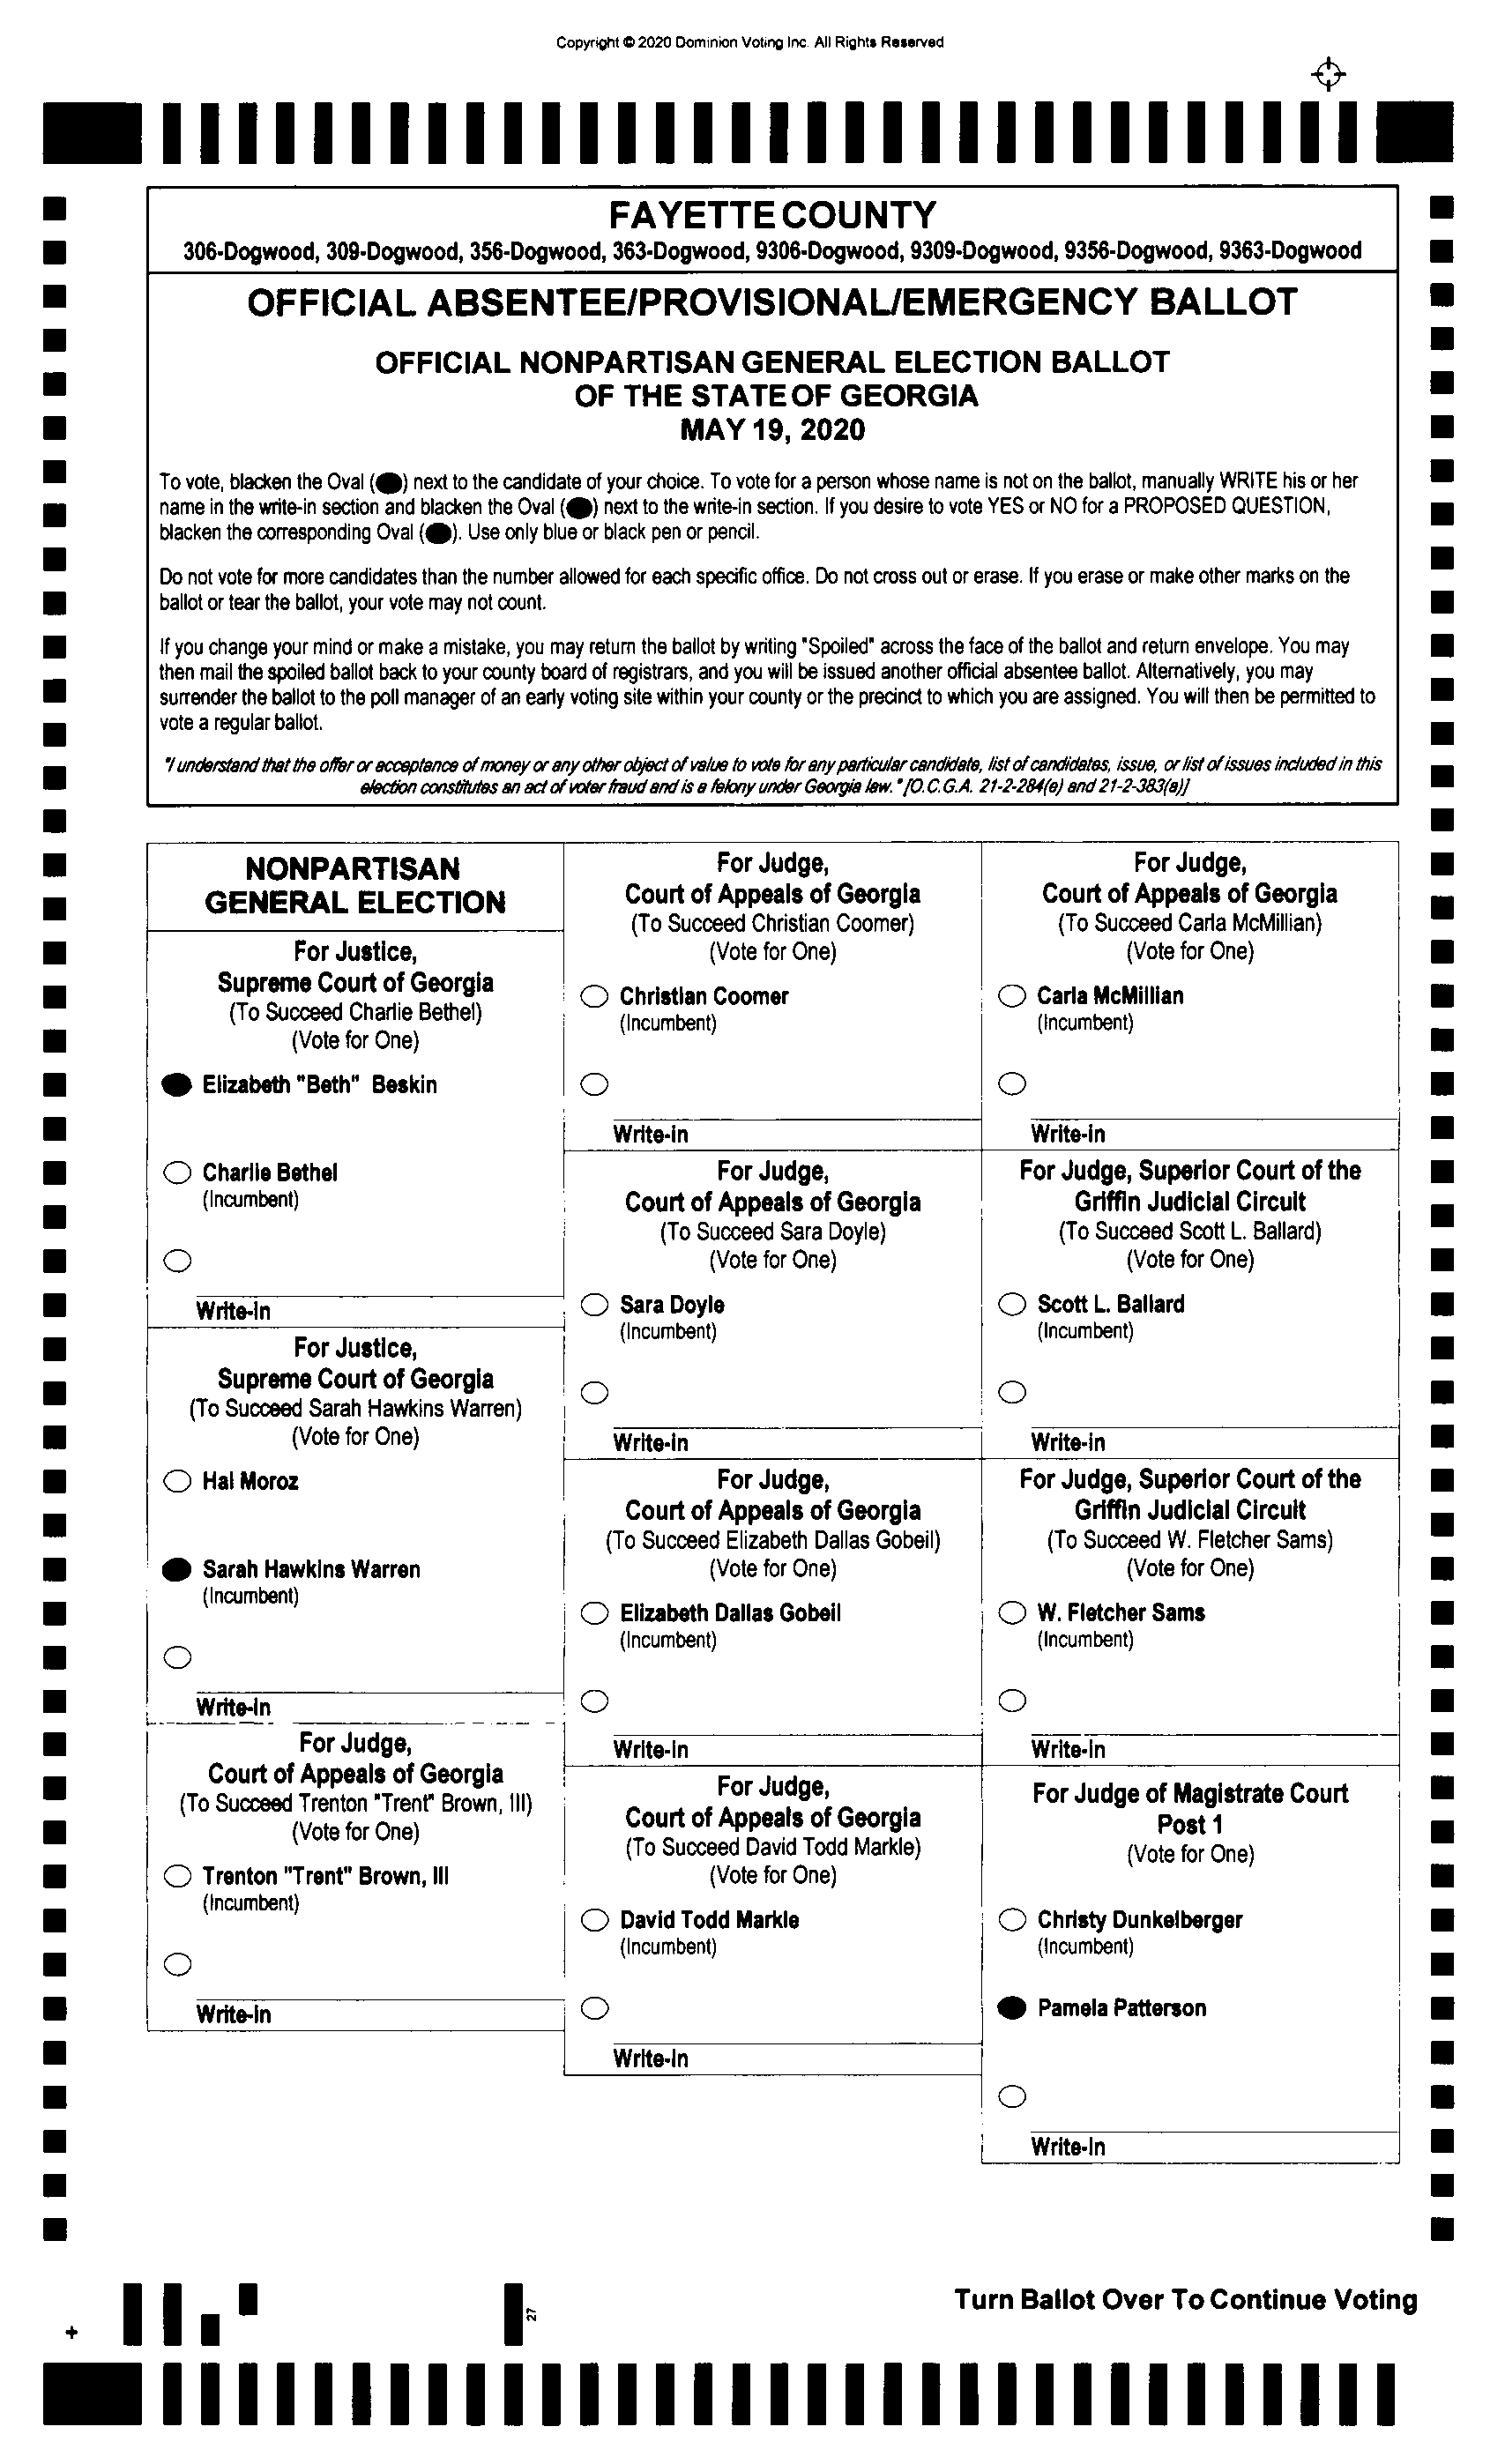 Copyright © 2020 Dominion Voting Inc. All Rights Reserved
FAYETTE COUNTY
306-Dogwood, 309-Dogwood, 356-Dogwood, 363-Dogwood, 9306-Dogwood, 9309-Dogwood, 9356-Dogwood, 9363-Dogwood
OFFICIAL ABSENTEE/PROVISIONAL/EMERGENCY BALLOT
OFFICIAL NONPARTISAN GENERAL ELECTION BALLOT
OF THE STATE OF GEORGIA
MAY 19, 2020
To vote, blacken the Oval ( ) next to the candidate of your choice. To vote for a person whose name is not on the ballot, manually WRITE his or her
name in the write-in section and blacken the Oval ( ) next to the write-in section. If you desire to vote YES or NO for a PROPOSED QUESTION,
blacken the corresponding Oval ( ). Use only blue or black pen or pencil.
Do not vote for more candidates than the number allowed for each specific office. Do not cross out or erase. If you erase or make other marks on the
ballot or tear the ballot, your vote may not count.
If you change your mind or make a mistake, you may return the ballot by writing "Spoiled" across the face of the ballot and return envelope. You may
then mail the spoiled ballot back to your county board of registrars, and you will be issued another official absentee ballot. Alternatively, you may
surrender the ballot to the poll manager of an early voting site within your county or the precinct to which you are assigned. You will then be permitted to
vote a regular ballot.
"I understand that the offer or acceptance of money or any other object of value to vote for any particular candidate, list of candidates, issue, or list of issues included in this
election constitutes an act of voter fraud and is a felony under Georgia law." [O.C.G.A. 21-2-284(e) and 21-2-383(a)]
NONPARTISAN
GENERAL ELECTION
For Justice,
Supreme Court of Georgia
(To Succeed Charlie Bethel)
(Vote for One)
Elizabeth "Beth" Beskin
Charlie Bethel
(Incumbent)
Write-in
For Justice,
Supreme Court of Georgia
(To Succeed Sarah Hawkins Warren)
(Vote for One)
Hal Moroz
Sarah Hawkins Warren
(Incumbent)
Write-in
For Judge,
Court of Appeals of Georgia
(To Succeed Trenton "Trent" Brown, III)
(Vote for One)
Trenton "Trent" Brown, III
(Incumbent)
Write-in
For Judge,
Court of Appeals of Georgia
(To Succeed Christian Coomer)
(Vote for One)
Christian Coomer
(Incumbent)
Write-in
For Judge,
Court of Appeals of Georgia
(To Succeed Sara Doyle)
(Vote for One)
Sara Doyle
(Incumbent)
Write-in
For Judge,
Court of Appeals of Georgia
(To Succeed Elizabeth Dallas Gobeil)
(Vote for One)
Elizabeth Dallas Gobeil
(Incumbent)
Write-in
For Judge,
Court of Appeals of Georgia
(To Succeed David Todd Markle)
(Vote for One)
David Todd Markle
(Incumbent)
Write-in
For Judge,
Court of Appeals of Georgia
(To Succeed Carla McMillian)
(Vote for One)
Carla McMillian
(Incumbent)
Write-in
For Judge, Superior Court of the
Griffin Judicial Circuit
(To Succeed Scott L. Ballard)
(Vote for One)
Scott L. Ballard
(Incumbent)
Write-in
For Judge, Superior Court of the
Griffin Judicial Circuit
(To Succeed W. Fletcher Sams)
(Vote for One)
W. Fletcher Sams
(Incumbent)
Write-in
For Judge of Magistrate Court
Post 1
(Vote for One)
Christy Dunkelberger
(Incumbent)
Pamela Patterson
Write-in
27
Turn Ballot Over To Continue Voting